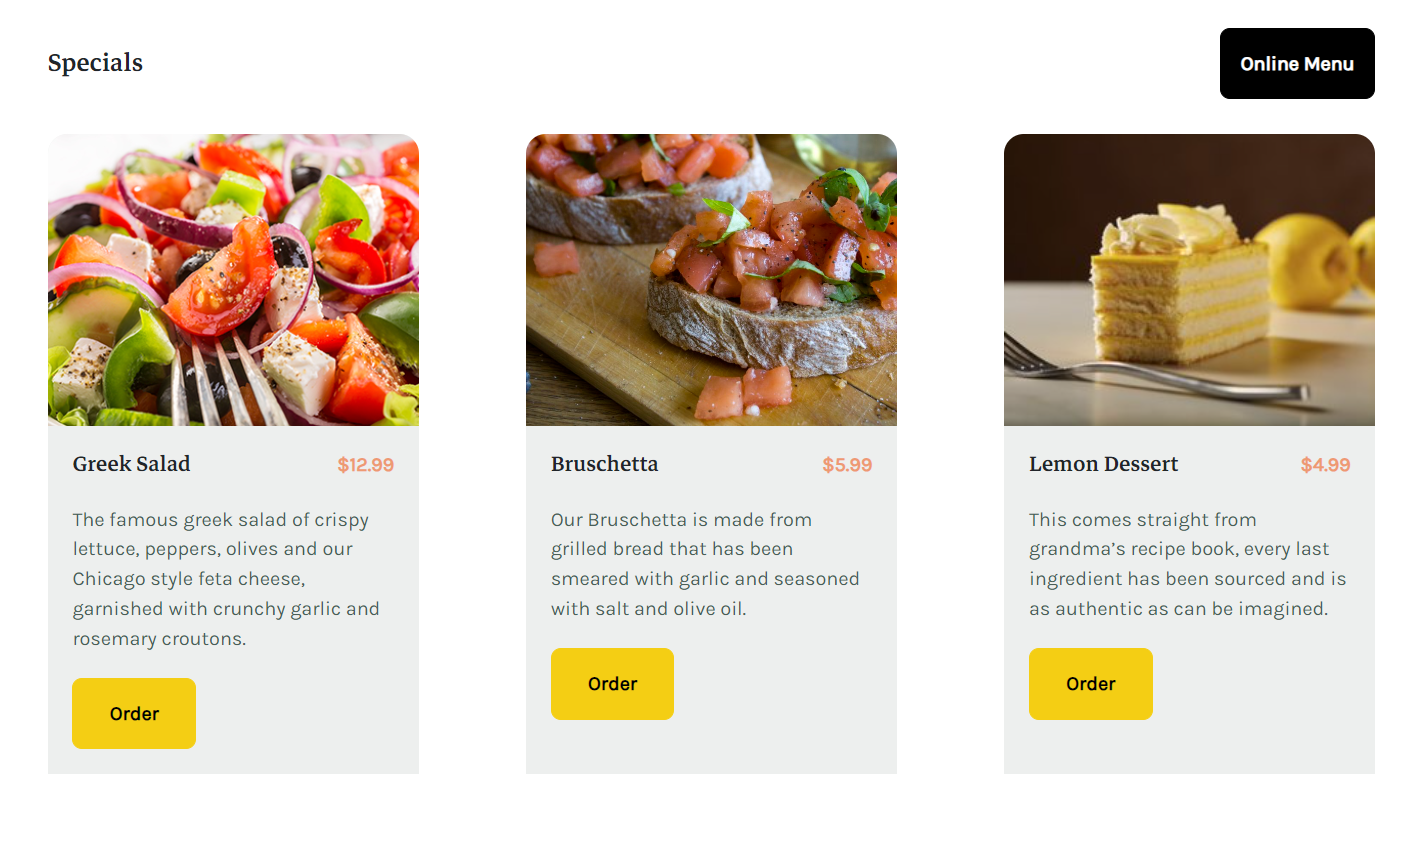 Specials
Online Menu
Greek Salad
$12.99
The famous greek salad of crispy
lettuce, peppers, olives and our
Chicago style feta cheese,
garnished with crunchy garlic and
rosemary croutons.
Order
Bruschetta
$5.99
Our Bruschetta is made from
grilled bread that has been
smeared with garlic and seasoned
with salt and olive oil.
Order
Lemon Dessert
$4.99
This comes straight from
grandma’s recipe book, every last
ingredient has been sourced and is
as authentic as can be imagined.
Order